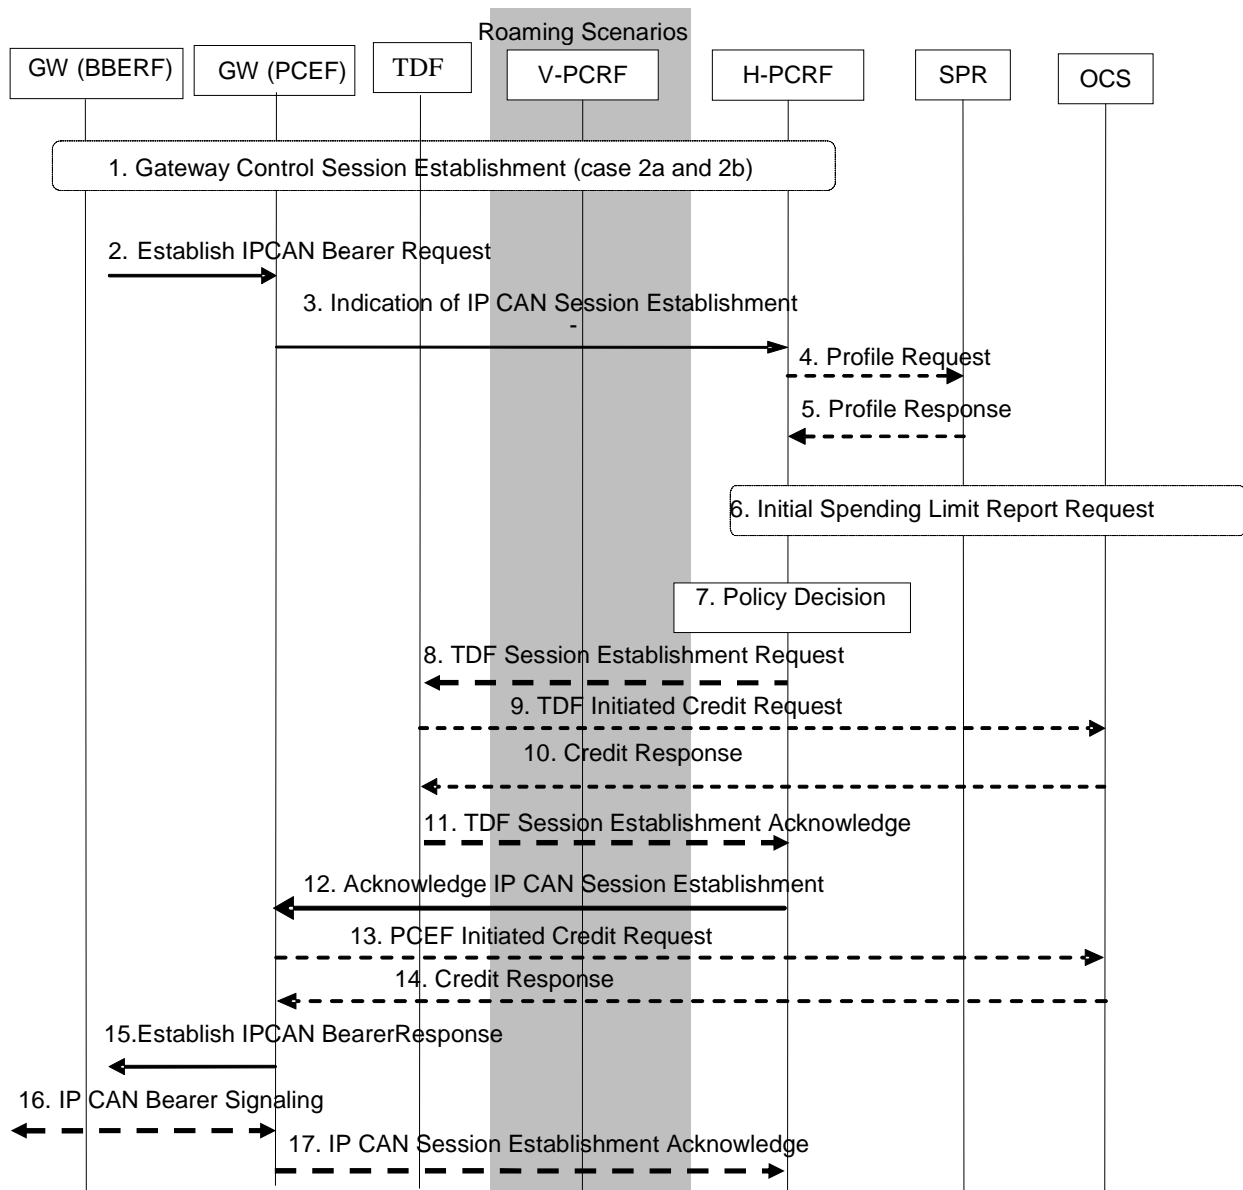 Roaming Scenarios
GW (BBERF)
GW (PCEF)
TDF
V-PCRF
H-PCRF
SPR
OCS
1. Gateway Control Session Establishment (case 2a and 2b)
2. Establish IPCAN Bearer Request
3. Indication of IP CAN Session Establishment
-
4. Profile Request
5. Profile Response
6. Initial Spending Limit Report Request
7. Policy Decision
8. TDF Session Establishment Request
9. TDF Initiated Credit Request
10. Credit Response
11. TDF Session Establishment Acknowledge
12. Acknowledge IP CAN Session Establishment
13. PCEF Initiated Credit Request
14. Credit Response
15.Establish IPCAN BearerResponse
16. IP CAN Bearer Signaling
17. IP CAN Session Establishment Acknowledge